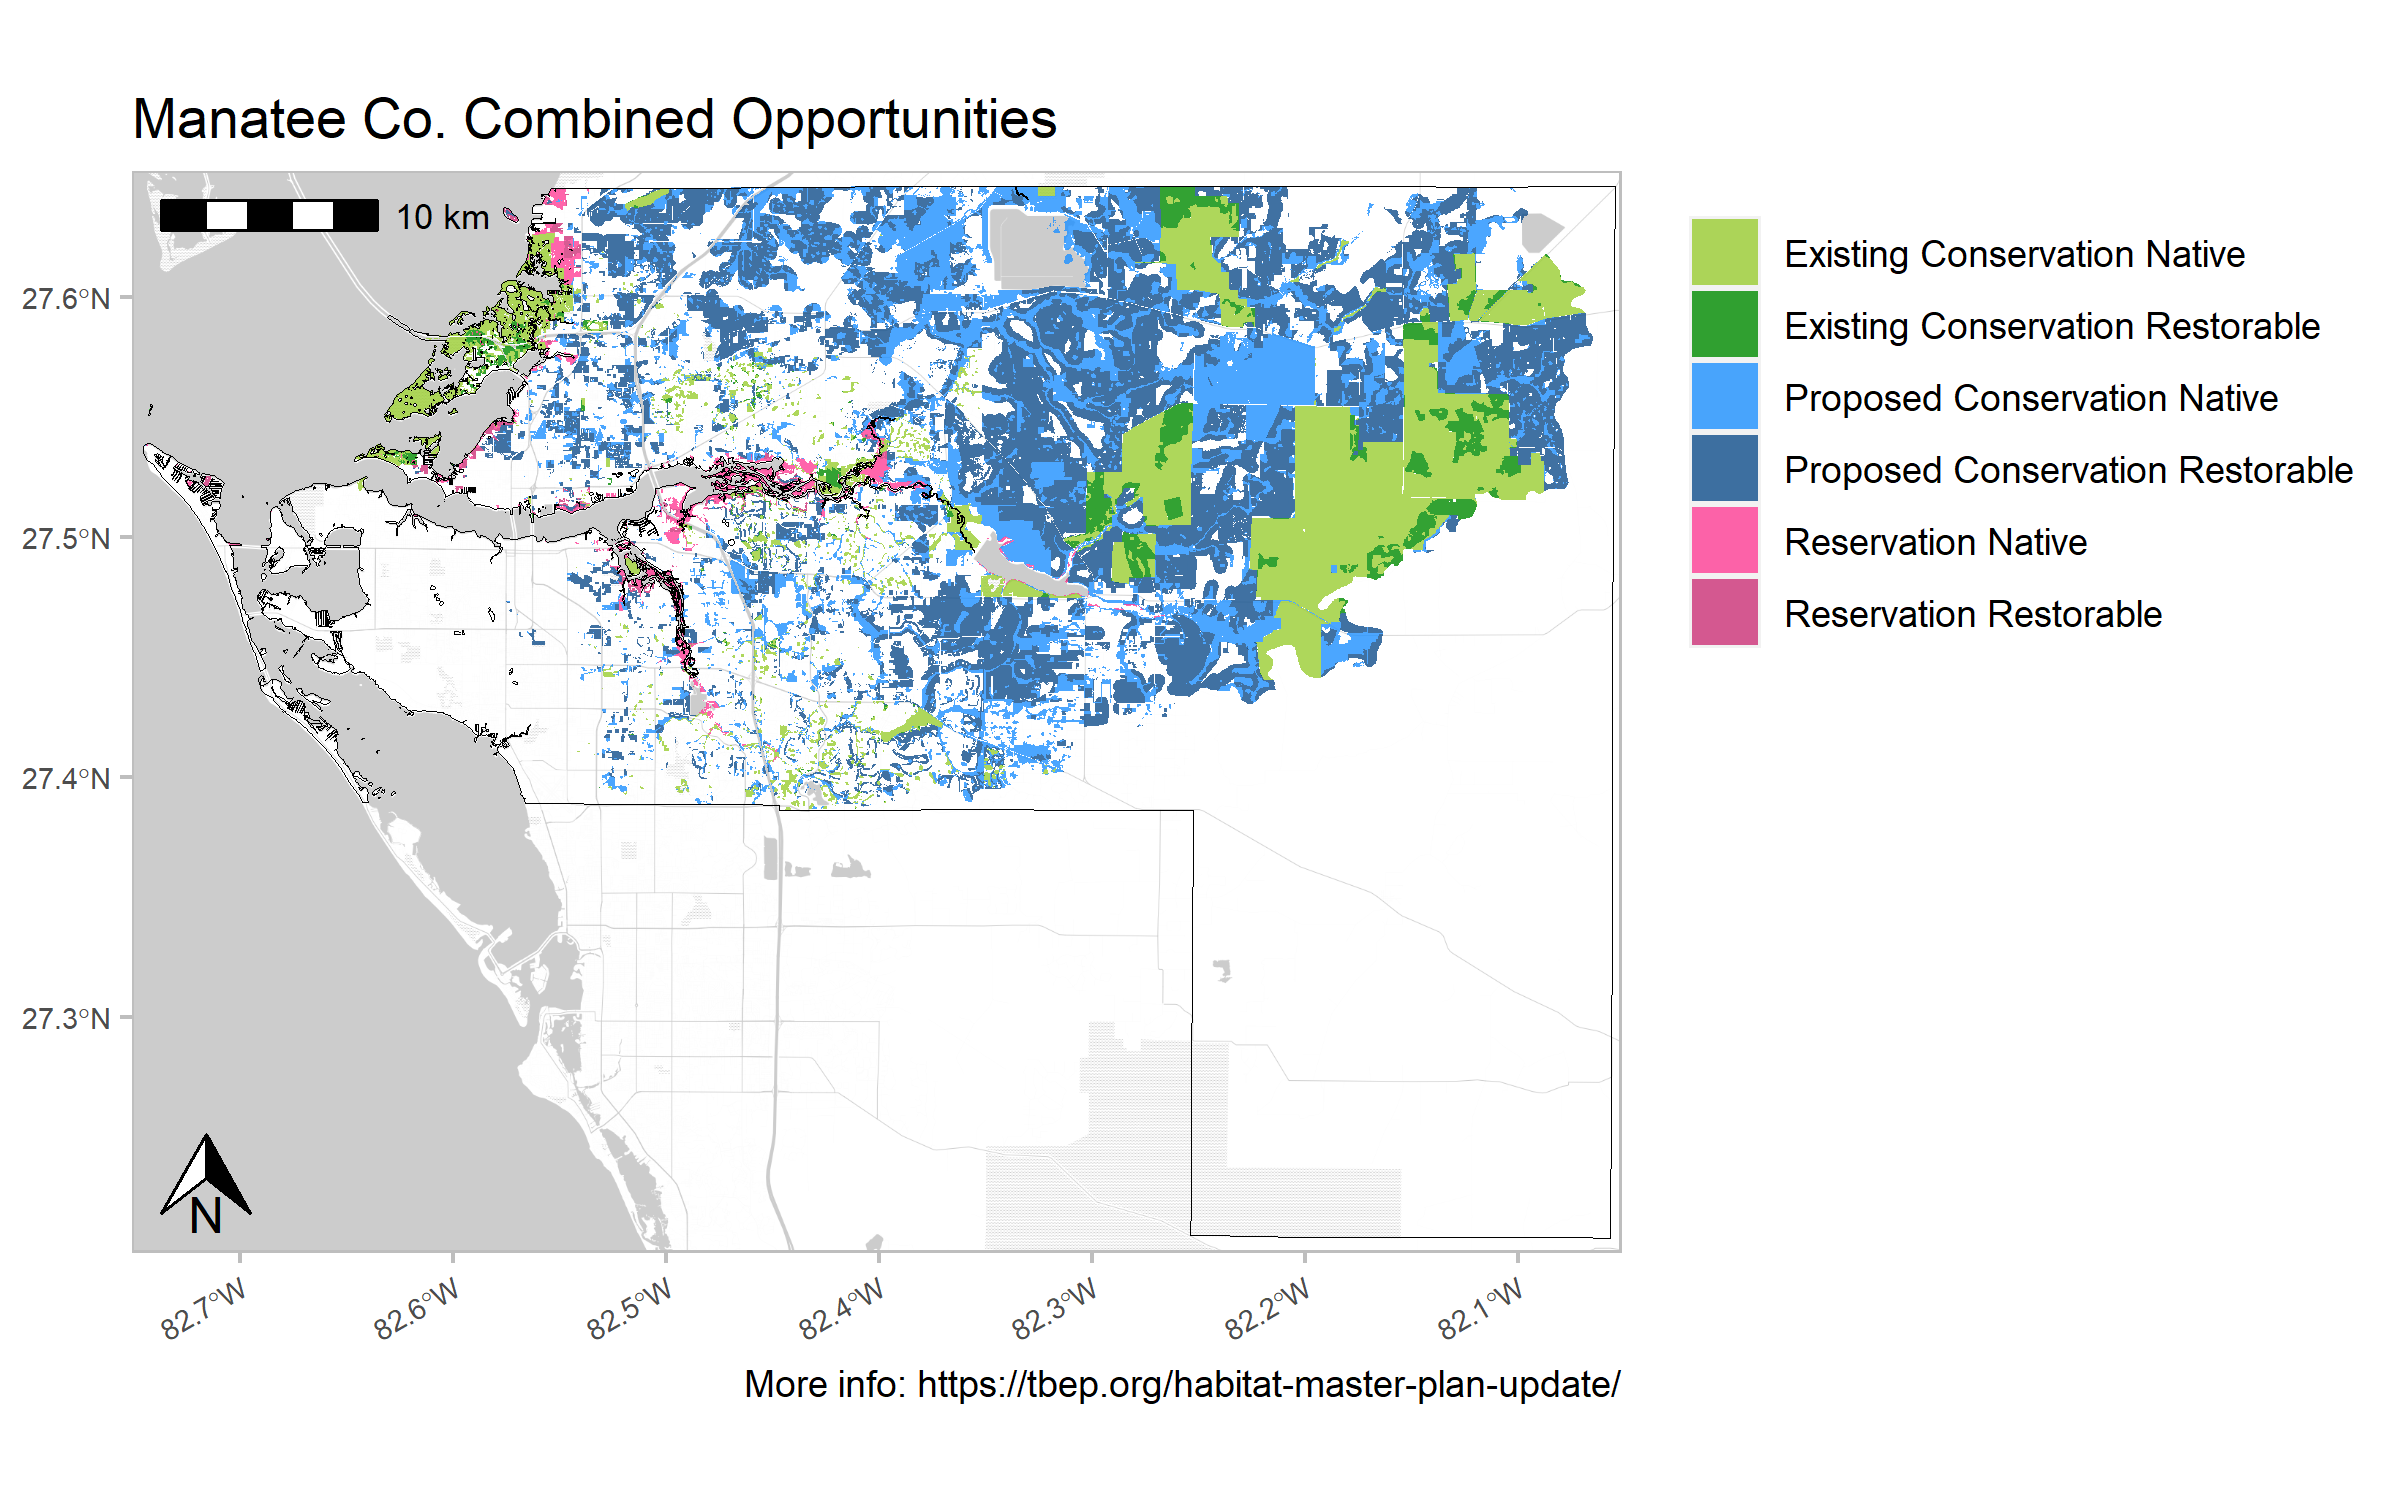 Manatee Co. Combined Opportunities
10 km
27.6°N
27.5°N
27.4°N
27.3°N
N
82.7°W
82.6°W
82.5°W
82.4°W
82.3°W
82.2°W
82.1°W
Existing Conservation Native
Existing Conservation Restorable
Proposed Conservation Native
Proposed Conservation Restorable
Reservation Native
Reservation Restorable
More info: https://tbep.org/habitat-master-plan-update/